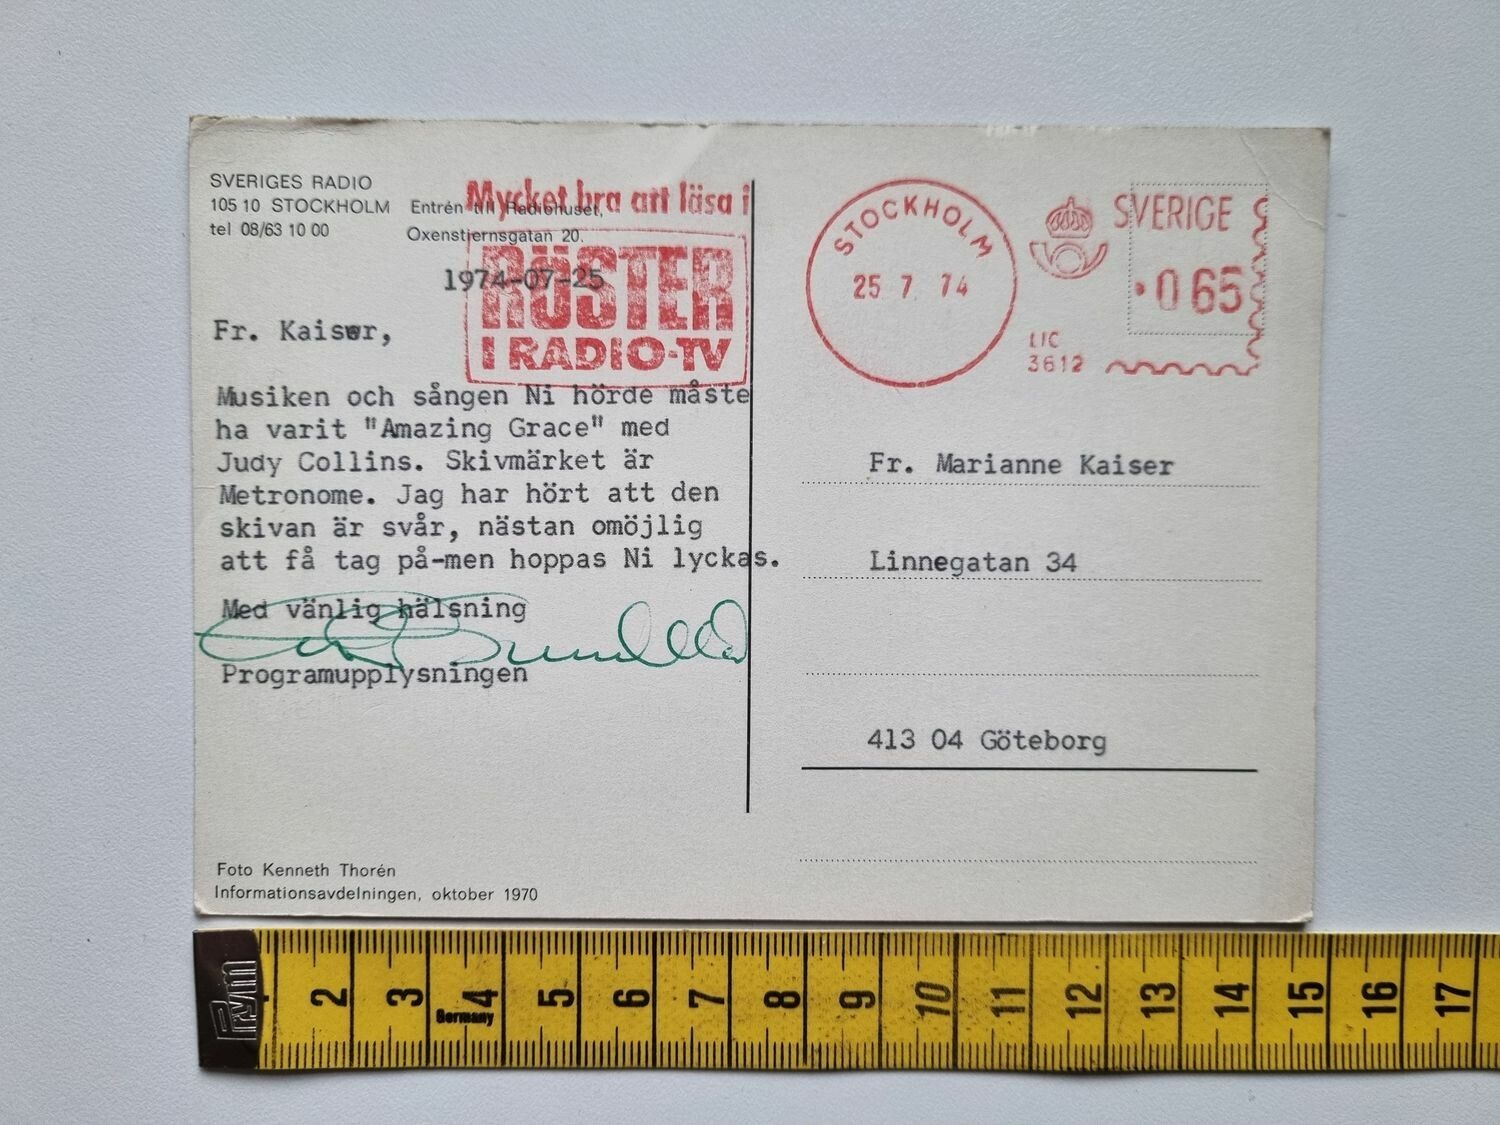 SVERIGES RADIO
105 10 STOCKHOLM
tel 08/63 10 00
Entrén till Radiohuset,
Oxenstiernsgatan 20.
Mycket bra att läsa i
RÖSTER
I RADIO-TV
1974-07-25
Fr. Kaiser,
Musiken och sången Ni hörde måste
ha varit "Amazing Grace" med
Judy Collins. Skivmärket är
Metronome. Jag har hört att den
skivan är svår, nästan omöjlig
att få tag på-men hoppas Ni lyckas.
Med vänlig hälsning
Programupplysningen
Foto Kenneth Thorén
Informationsavdelningen, oktober 1970
STOCKHOLM
25 7 74
SVERIGE
065
LIC
3612
Fr. Marianne Kaiser
Linnegatan 34
413 04 Göteborg
Pym
2 3 4 5 6 7 8 9 10 11 12 13 14 15 16 17
Germany